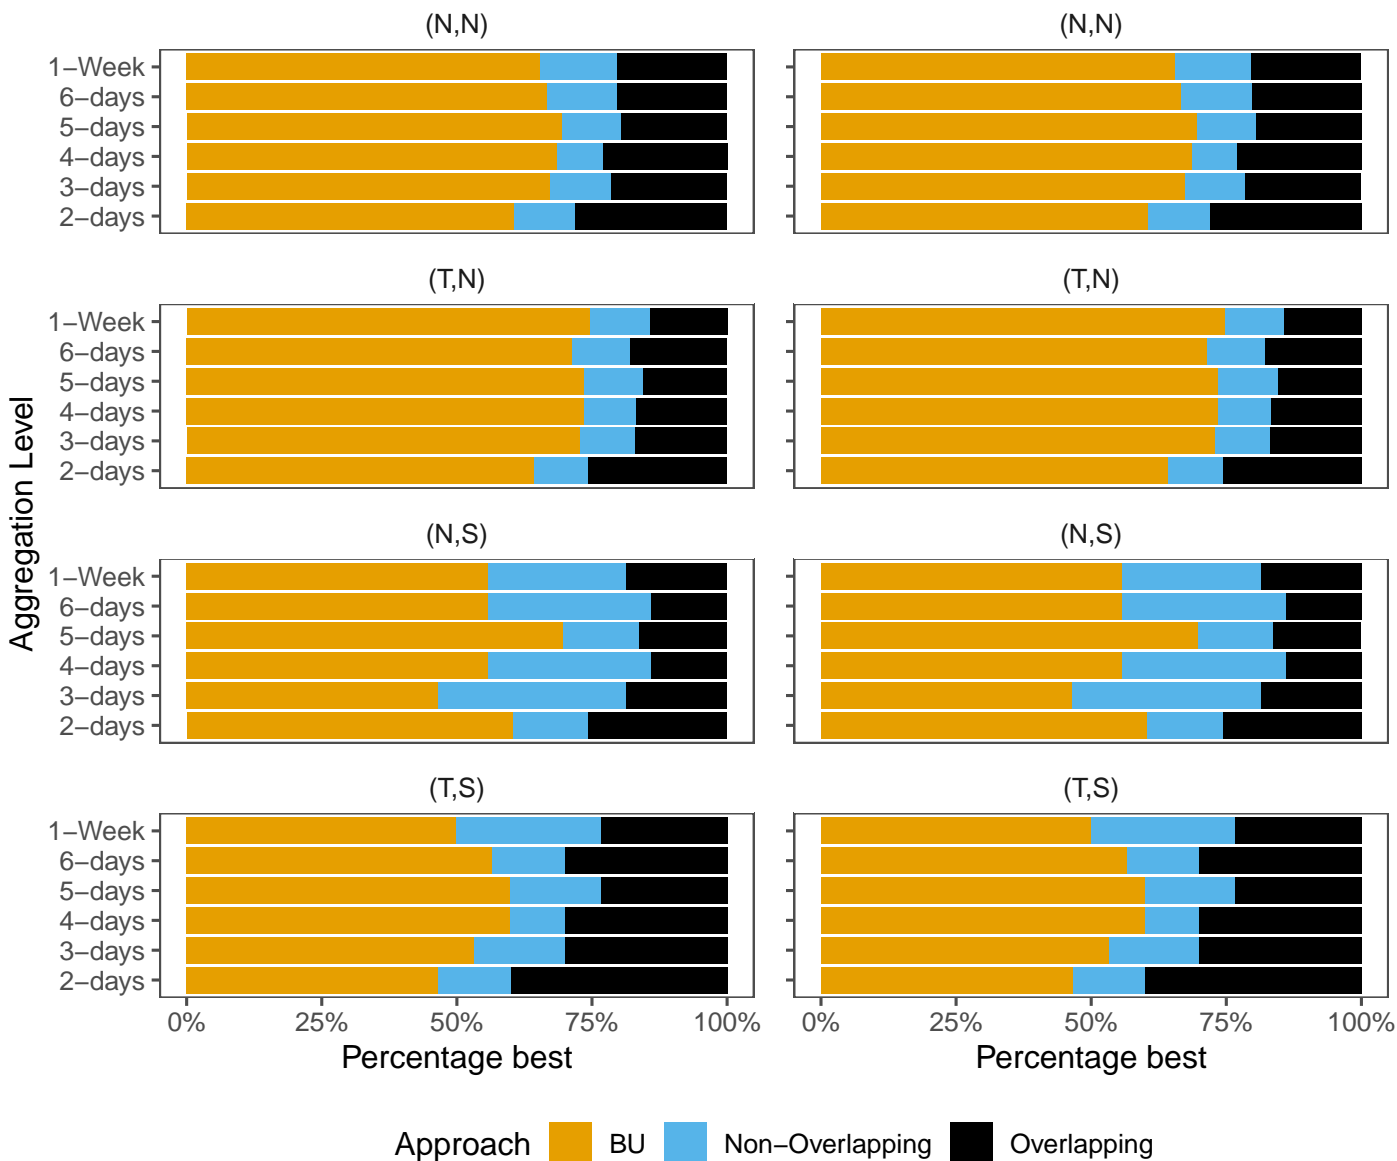 (N,N) (N,N)
1−Week
6−days
5−days
4−days
3−days
2−days
(T,N) (T,N)
1−Week
6−days
5−days
4−days
3−days
2−days
Aggregation Level
(N,S) (N,S)
1−Week
6−days
5−days
4−days
3−days
2−days
(T,S) (T,S)
1−Week
6−days
5−days
4−days
3−days
2−days
0% 25% 50% 75% 100% 0% 25% 50% 75% 100%
Percentage best Percentage best
Approach BU Non−Overlapping Overlapping